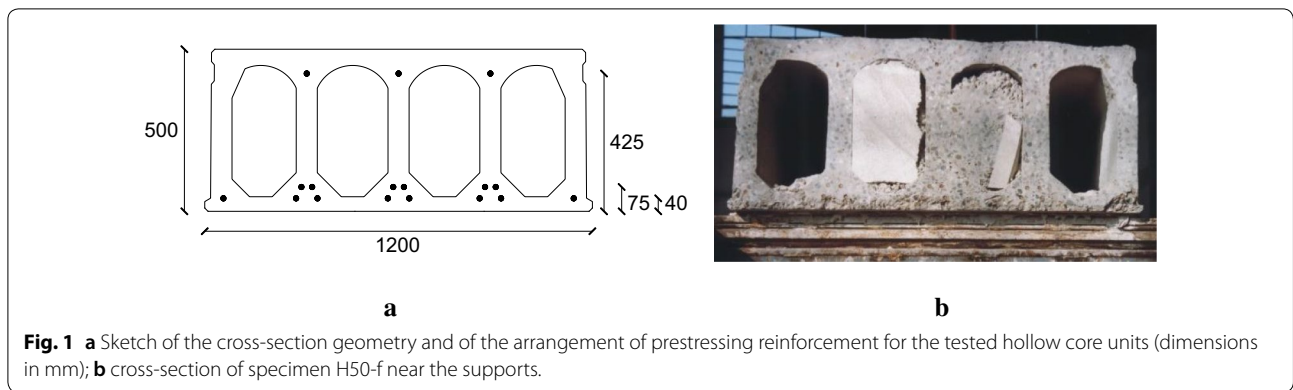 500
425
75 40
1200
a
b
Fig. 1 a Sketch of the cross-section geometry and of the arrangement of prestressing reinforcement for the tested hollow core units (dimensions
in mm); b cross-section of specimen H50-f near the supports.